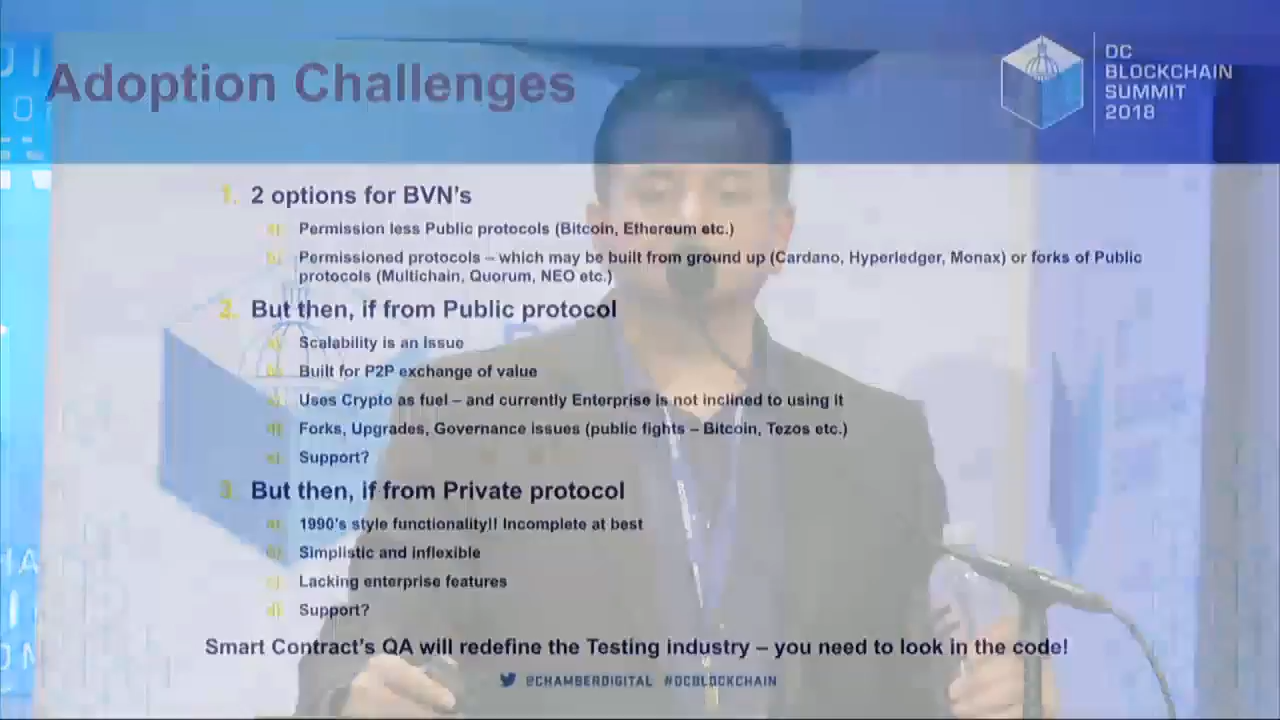 Adoption Challenges
DC
BLOCKCHAIN
SUMMIT
2018
1. 2 options for BVN's
a) Permission less Public protocols (Bitcoin, Ethereum etc.)
b) Permissioned protocols – which may be built from ground up (Cardano, Hyperledger, Monax) or forks of Public
protocols (Multichain, Quorum, NEO etc.)
2. But then, if from Public protocol
a) Scalability is an issue
b) Built for P2P exchange of value
c) Uses Crypto as fuel – and currently Enterprise is not inclined to using it
d) Forks, Upgrades, Governance issues (public fights – Bitcoin, Tezos etc.)
e) Support?
3. But then, if from Private protocol
a) 1990's style functionality!! Incomplete at best
b) Simplistic and inflexible
c) Lacking enterprise features
d) Support?
Smart Contract's QA will redefine the Testing industry – you need to look in the code!
@CHAMBERDIGITAL #DCBLOCKCHAIN